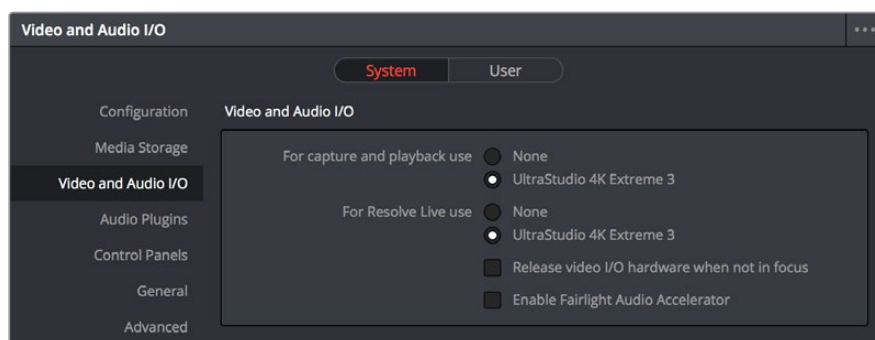 Video and Audio I/O
System User
Configuration
Video and Audio I/O
Media Storage
For capture and playback use None
UltraStudio 4K Extreme 3
Video and Audio I/O
Audio Plugins
For Resolve Live use None
UltraStudio 4K Extreme 3
Control Panels
Release video I/O hardware when not in focus
General
Enable Fairlight Audio Accelerator
Advanced